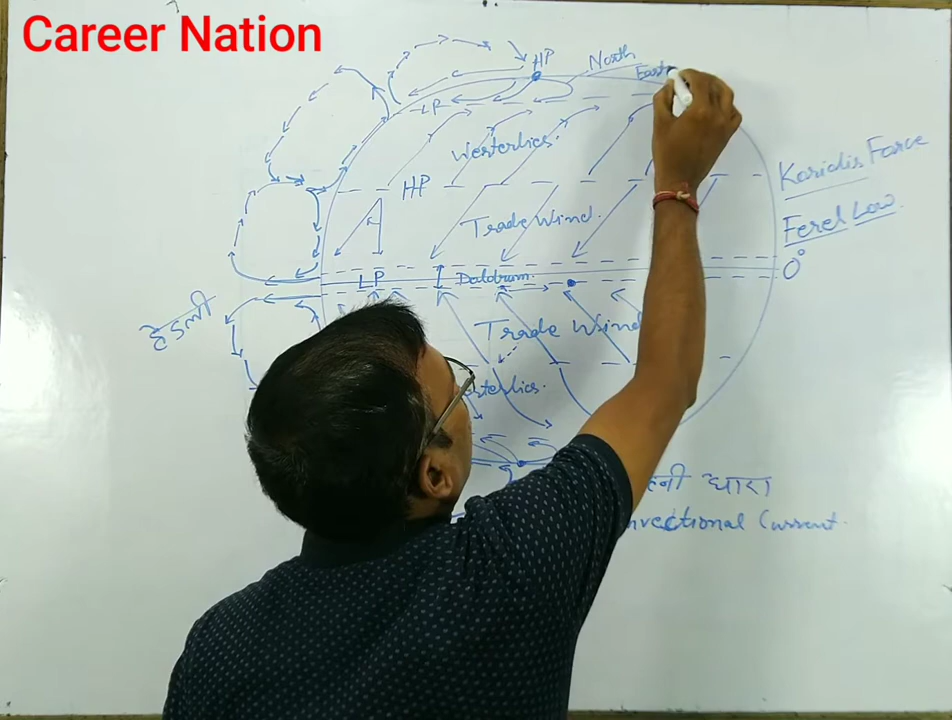 Career Nation
HP
North
East
LP
Westerlies.
Koriolis Force
HP
Ferel Law.
Trade Wind.
0°
LP
Doldrum.
हेडली
Trade Wind
esterlies.
धारा
nvectional Current.